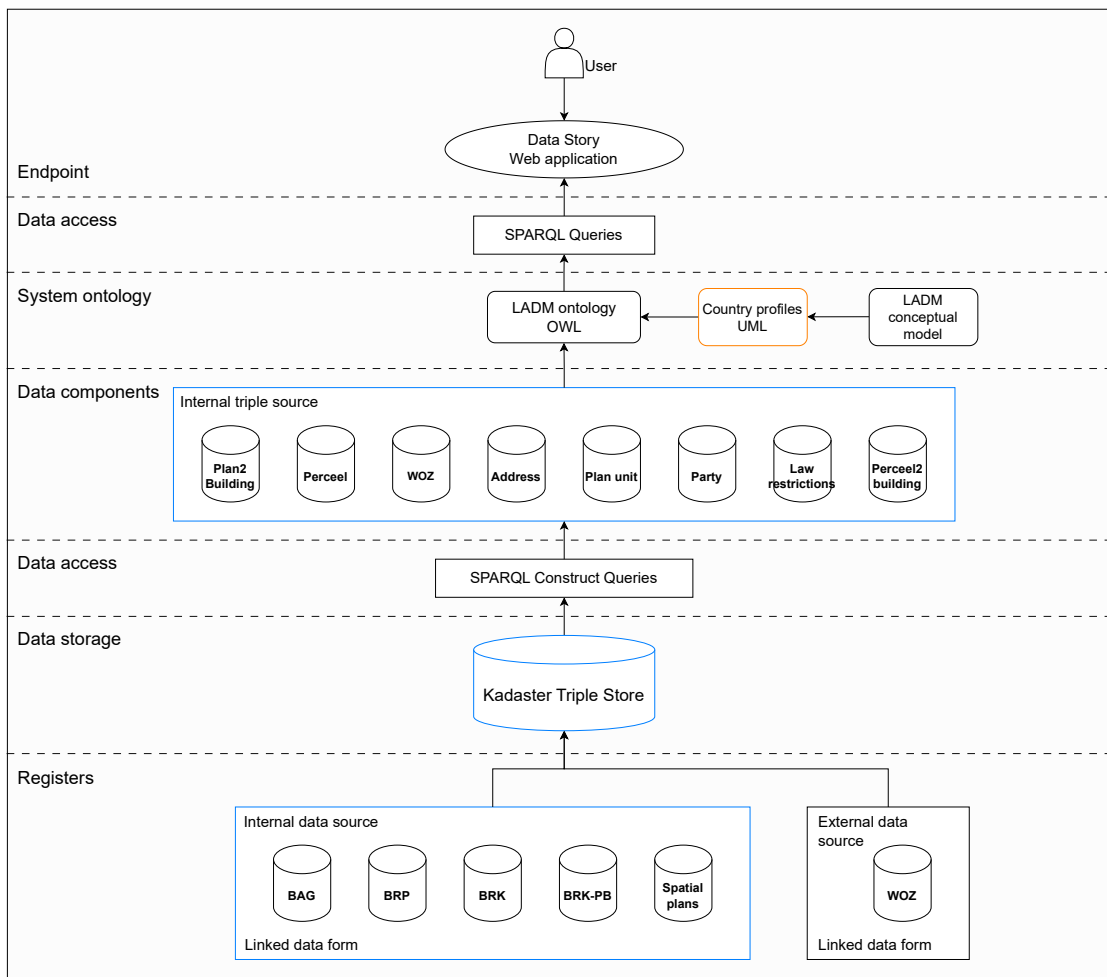 User
Data Story
Web application
Endpoint
Data access
SPARQL Queries
System ontology
LADM ontology
OWL
Country profiles
UML
LADM
conceptual
model
Data components
Internal triple source
Plan2
Building
Perceel
WOZ
Address
Plan unit
Party
Law
restrictions
Perceel2
building
Data access
SPARQL Construct Queries
Data storage
Kadaster Triple Store
Registers
Internal data source
BAG
BRP
BRK
BRK-PB
Spatial
plans
Linked data form
External data
source
WOZ
Linked data form